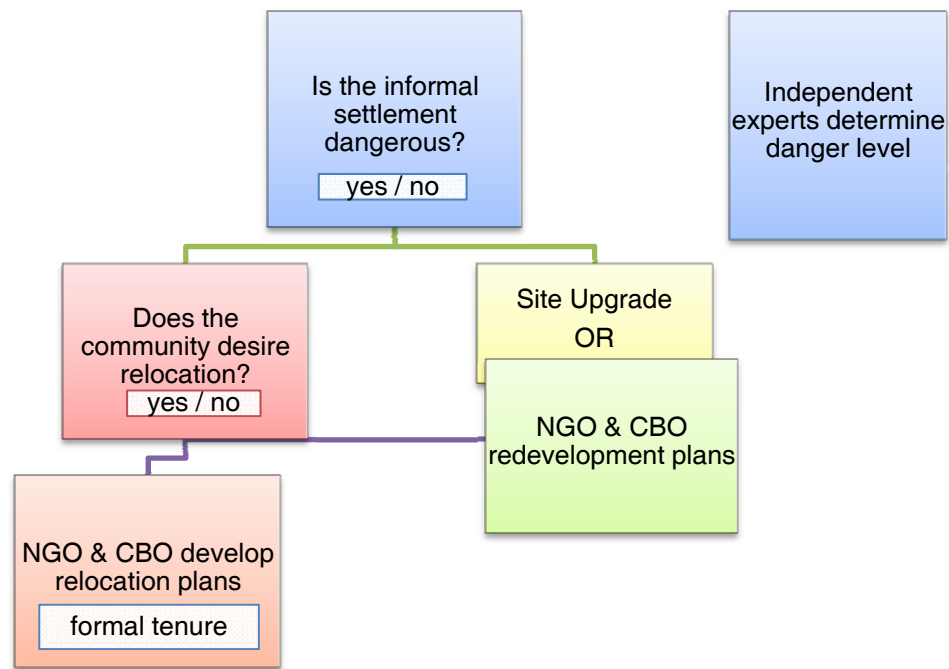 Is the informal
settlement
dangerous?
yes / no
Independent
experts determine
danger level
Does the
community desire
relocation?
yes / no
Site Upgrade
OR
NGO & CBO
redevelopment plans
NGO & CBO develop
relocation plans
formal tenure